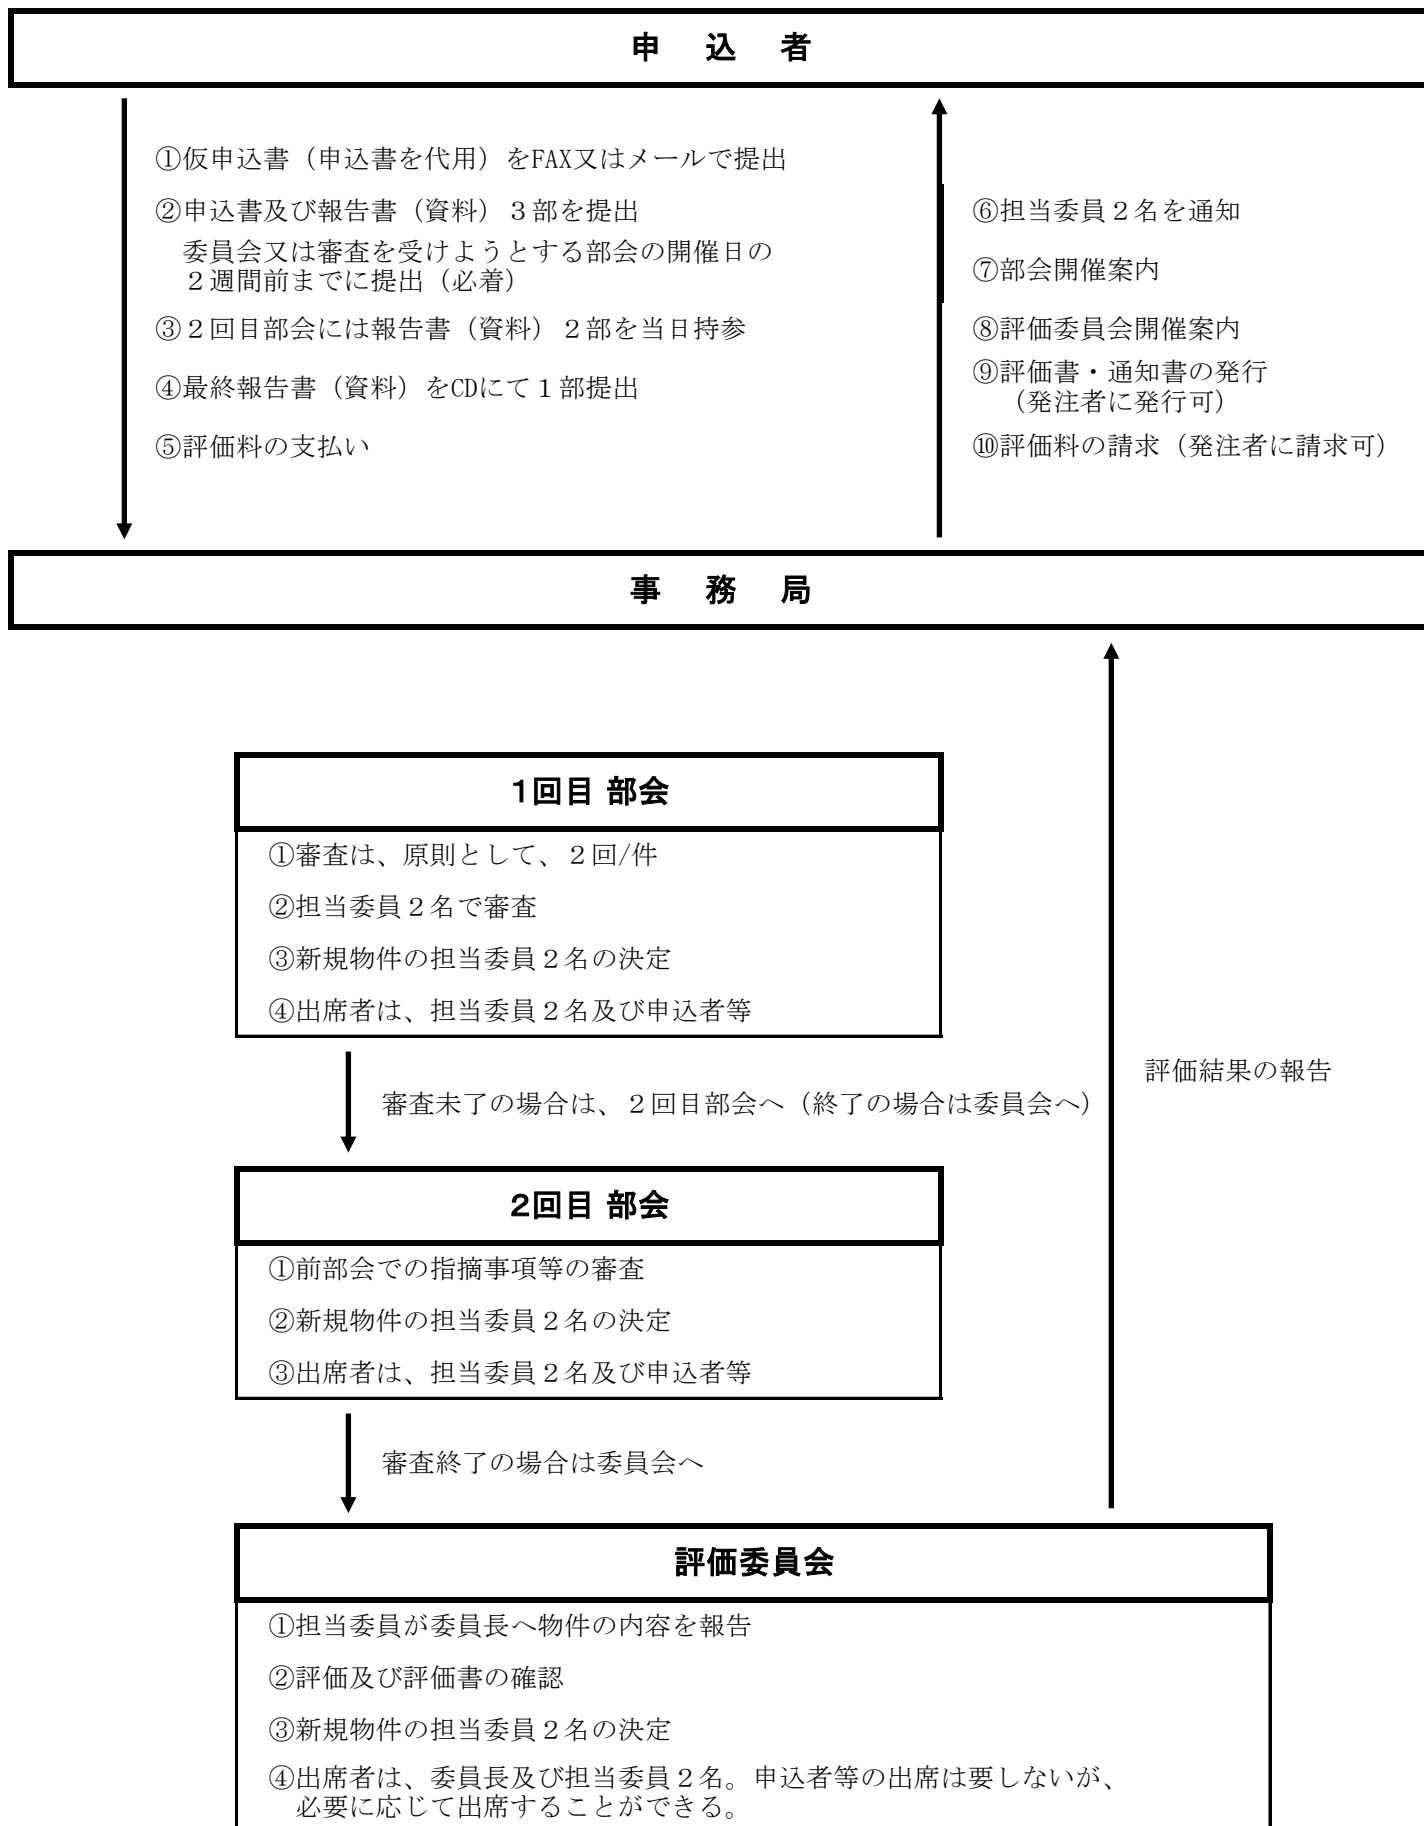 申　込　者
①仮申込書（申込書を代用）をFAX又はメールで提出
②申込書及び報告書（資料）３部を提出
委員会又は審査を受けようとする部会の開催日の
２週間前までに提出（必着）
③２回目部会には報告書（資料）２部を当日持参
④最終報告書（資料）をCDにて１部提出
⑤評価料の支払い
⑥担当委員２名を通知
⑦部会開催案内
⑧評価委員会開催案内
⑨評価書・通知書の発行
（発注者に発行可）
⑩評価料の請求（発注者に請求可）
事　務　局
1回目 部会
①審査は、原則として、２回/件
②担当委員２名で審査
③新規物件の担当委員２名の決定
④出席者は、担当委員２名及び申込者等
評価結果の報告
審査未了の場合は、２回目部会へ（終了の場合は委員会へ）
2回目 部会
①前部会での指摘事項等の審査
②新規物件の担当委員２名の決定
③出席者は、担当委員２名及び申込者等
審査終了の場合は委員会へ
評価委員会
①担当委員が委員長へ物件の内容を報告
②評価及び評価書の確認
③新規物件の担当委員２名の決定
④出席者は、委員長及び担当委員２名。申込者等の出席は要しないが、
必要に応じて出席することができる。